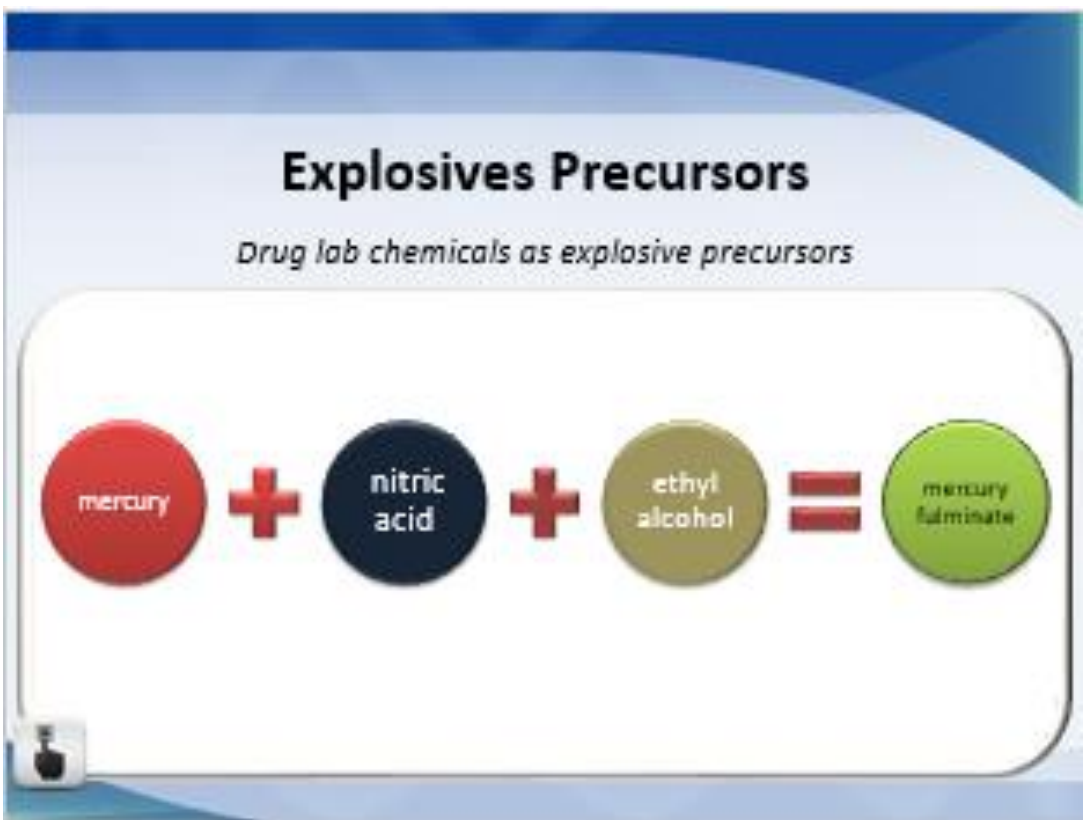 Explosives Precursors
Drug lab chemicals as explosive precursors
mercury
nitric
acid
ethyl
alcohol
mercury
fulminate